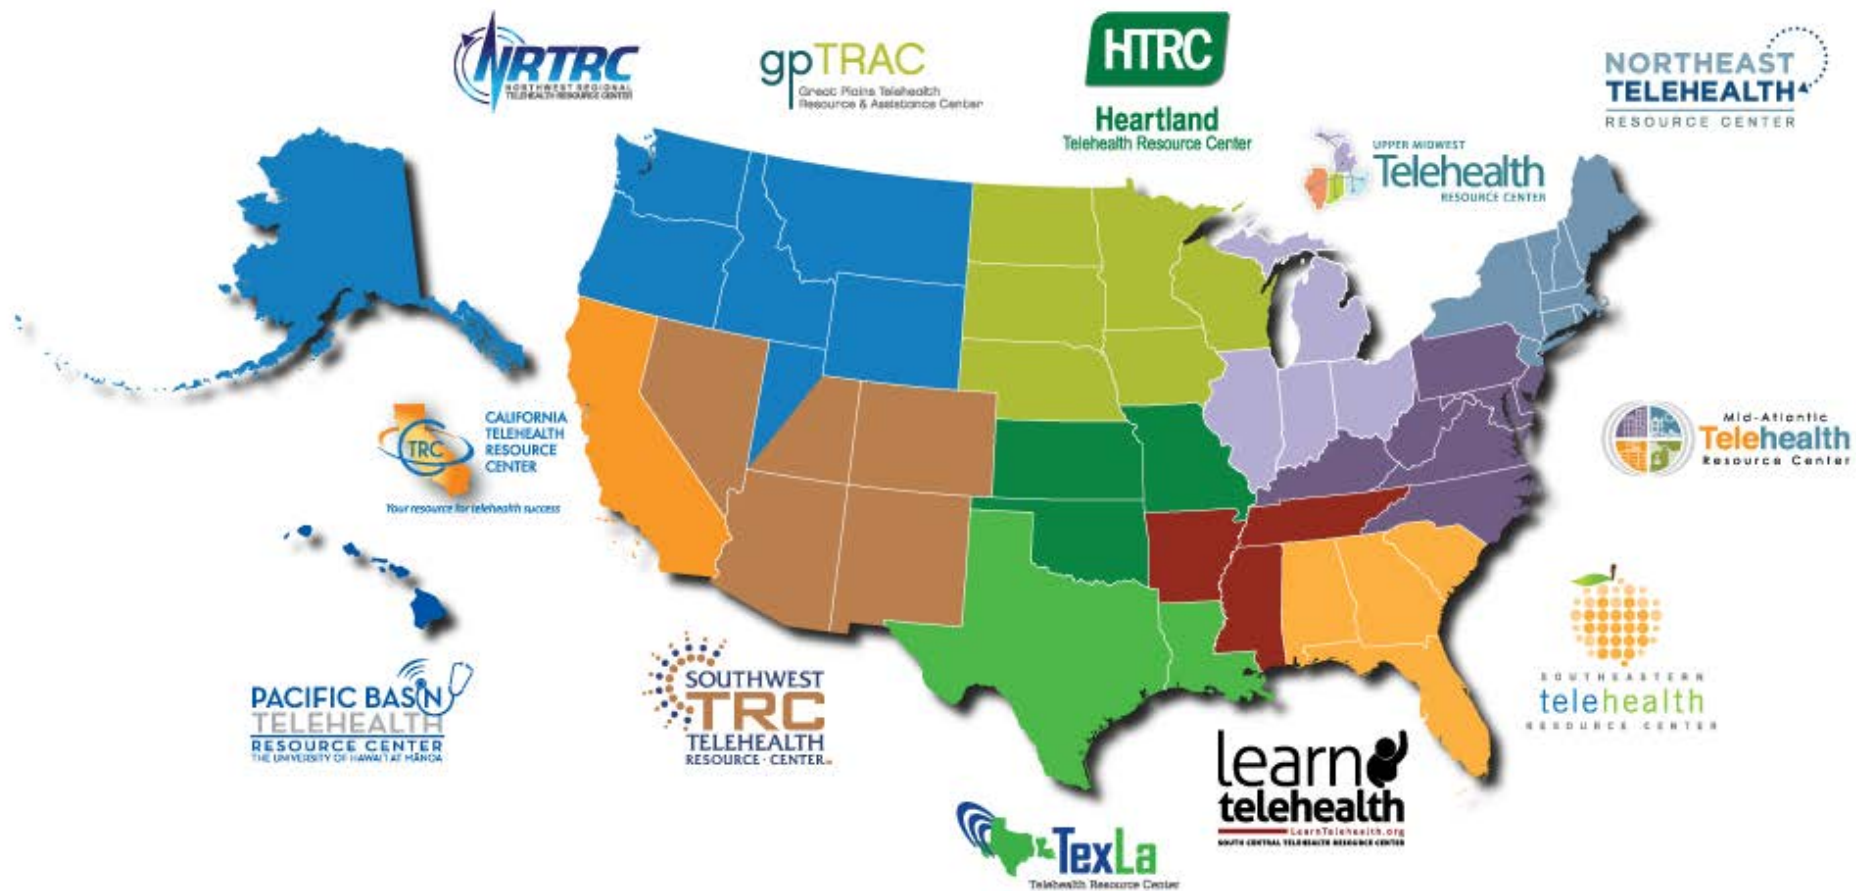 NRTRC
NORTHWEST REGIONAL
TELEHEALTH RESOURCE CENTER
gpTRAC
Great Plains Telehealth
Resource & Assistance Center
HTRC
Heartland
Telehealth Resource Center
UPPER MIDWEST
Telehealth
RESOURCE CENTER
NORTHEAST
TELEHEALTH
RESOURCE CENTER
TRC
CALIFORNIA
TELEHEALTH
RESOURCE
CENTER
Your resource for telehealth success
Mid-Atlantic
Telehealth
Resource Center
PACIFIC BASIN
TELEHEALTH
RESOURCE CENTER
THE UNIVERSITY OF HAWAI'I AT MĀNOA
SOUTHWEST
TRC
TELEHEALTH
RESOURCE · CENTER
SOUTHEASTERN
telehealth
RESOURCE CENTER
learn
telehealth
LearnTelehealth.org
SOUTH CENTRAL TELEHEALTH RESOURCE CENTER
TexLa
Telehealth Resource Center